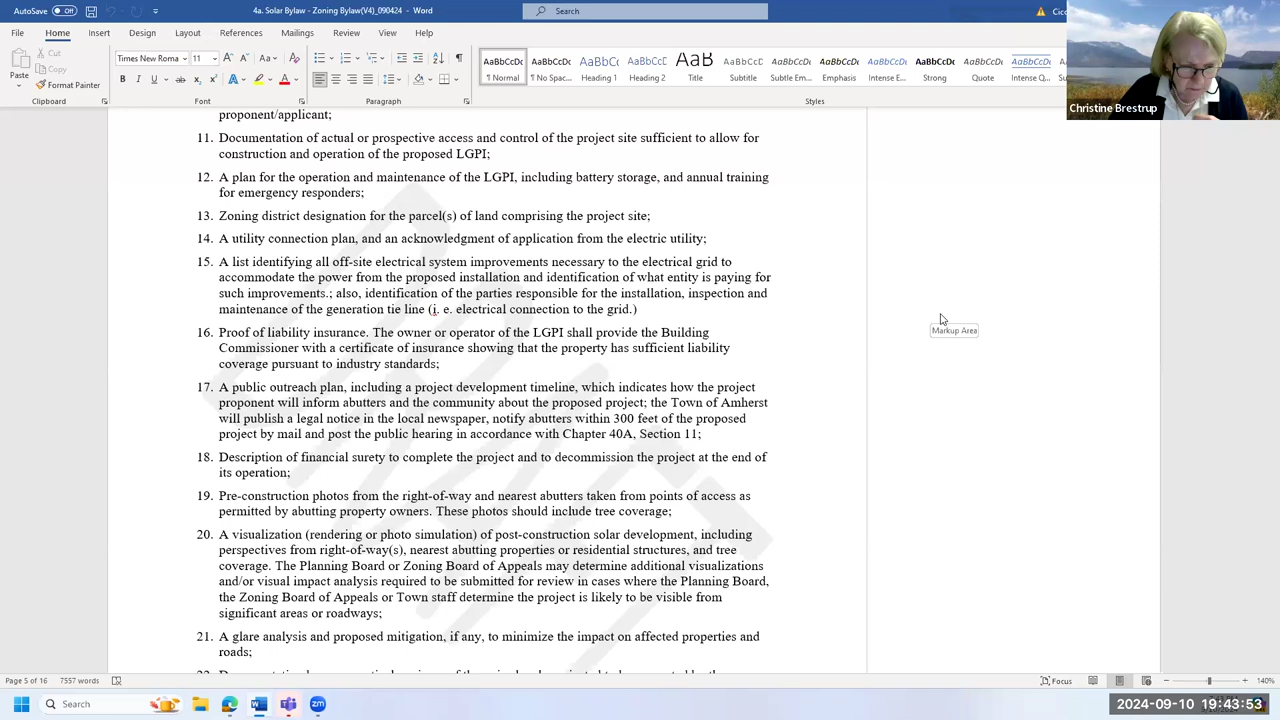 AutoSave Off 4a. Solar Bylaw - Zoning Bylaw(V4)_090424 - Word Search
File Home Insert Design Layout References Mailings Review View Help
Paste Cut Copy Format Painter Times New Roma 11
AaBbCcDc AaBbCcDc AaBbCc AaBbCcD AaB AaBbCcD AaBbCcDc AaBbCcDc AaBbCcDc AaBbCcDc AaBbCcDc AaBbCcDc
¶ Normal ¶ No Spac... Heading 1 Heading 2 Title Subtitle Subtle Em... Emphasis Intense E... Strong Quote Intense Q...
Clipboard Font Paragraph Styles
Christine Brestrup
proponent/applicant;
11. Documentation of actual or prospective access and control of the project site sufficient to allow for
construction and operation of the proposed LGPI;
12. A plan for the operation and maintenance of the LGPI, including battery storage, and annual training
for emergency responders;
13. Zoning district designation for the parcel(s) of land comprising the project site;
14. A utility connection plan, and an acknowledgment of application from the electric utility;
15. A list identifying all off-site electrical system improvements necessary to the electrical grid to
accommodate the power from the proposed installation and identification of what entity is paying for
such improvements.; also, identification of the parties responsible for the installation, inspection and
maintenance of the generation tie line (i. e. electrical connection to the grid.)
16. Proof of liability insurance. The owner or operator of the LGPI shall provide the Building
Commissioner with a certificate of insurance showing that the property has sufficient liability
coverage pursuant to industry standards;
17. A public outreach plan, including a project development timeline, which indicates how the project
proponent will inform abutters and the community about the proposed project; the Town of Amherst
will publish a legal notice in the local newspaper, notify abutters within 300 feet of the proposed
project by mail and post the public hearing in accordance with Chapter 40A, Section 11;
18. Description of financial surety to complete the project and to decommission the project at the end of
its operation;
19. Pre-construction photos from the right-of-way and nearest abutters taken from points of access as
permitted by abutting property owners. These photos should include tree coverage;
20. A visualization (rendering or photo simulation) of post-construction solar development, including
perspectives from right-of-way(s), nearest abutting properties or residential structures, and tree
coverage. The Planning Board or Zoning Board of Appeals may determine additional visualizations
and/or visual impact analysis required to be submitted for review in cases where the Planning Board,
the Zoning Board of Appeals or Town staff determine the project is likely to be visible from
significant areas or roadways;
21. A glare analysis and proposed mitigation, if any, to minimize the impact on affected properties and
roads;
Markup Area
Page 5 of 16 7557 words Focus 140%
Search
2024-09-10 19:43:53